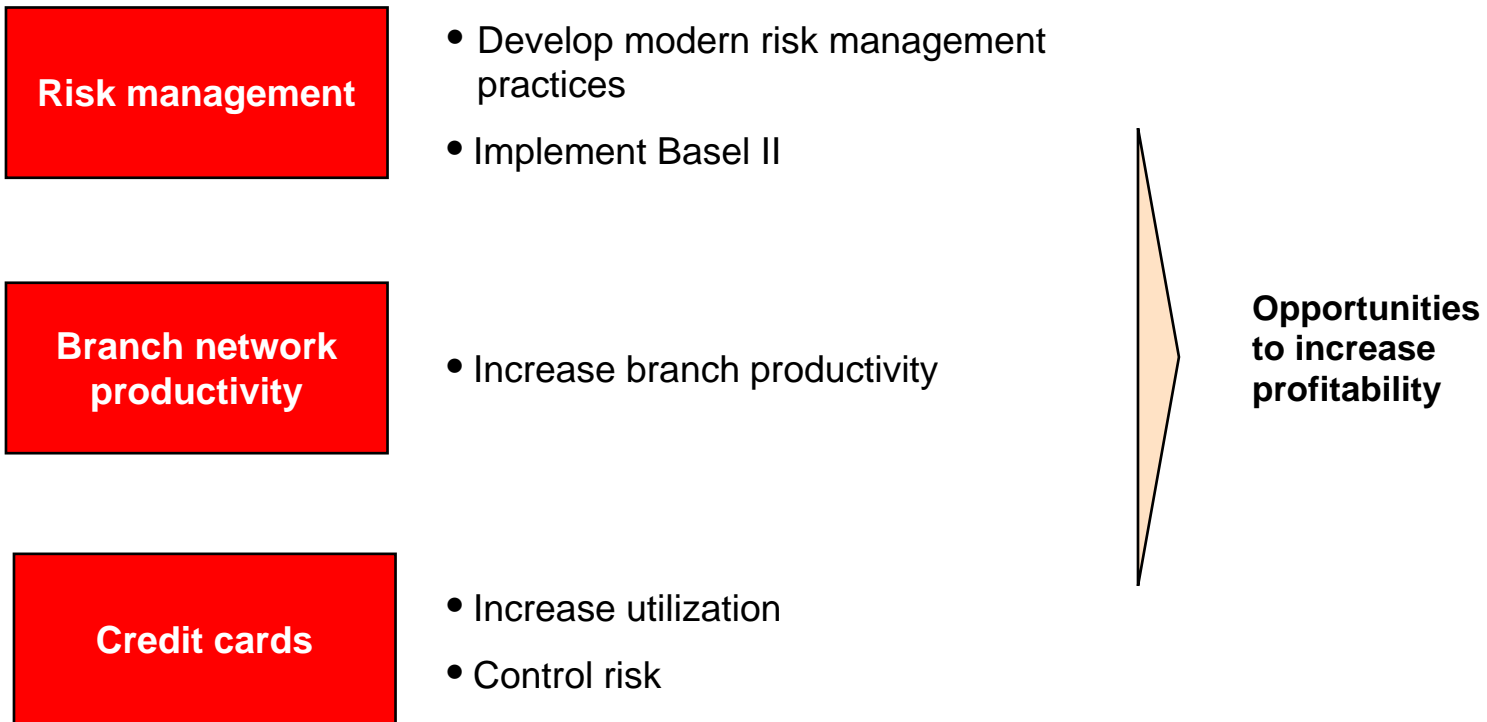 Risk management
• Develop modern risk management
practices
• Implement Basel II
Branch network
productivity
• Increase branch productivity
Opportunities
to increase
profitability
Credit cards
• Increase utilization
• Control risk